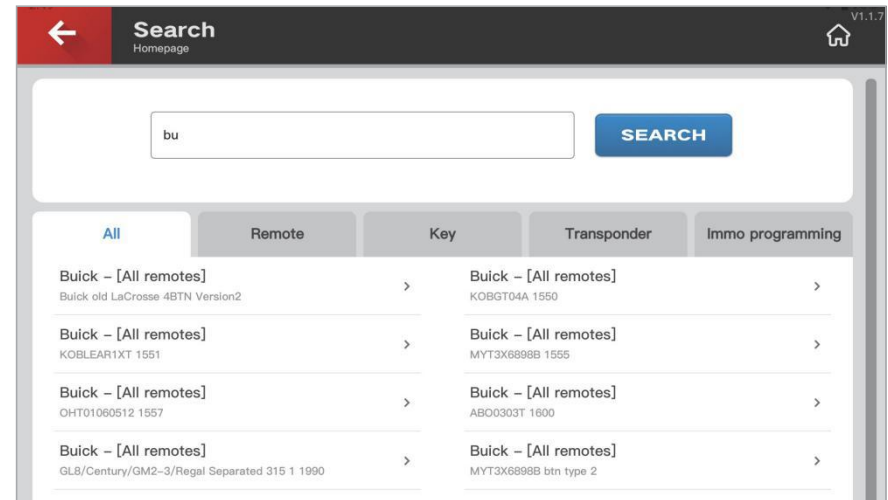 V1.1.7
Search
Homepage
bu
SEARCH
All Remote Key Transponder Immo programming
Buick – [All remotes]
Buick old LaCrosse 4BTN Version2
Buick – [All remotes]
KOBGT04A 1550
Buick – [All remotes]
KOBLEAR1XT 1551
Buick – [All remotes]
MYT3X6898B 1555
Buick – [All remotes]
OHT01060512 1557
Buick – [All remotes]
ABO0303T 1600
Buick – [All remotes]
GL8/Century/GM2–3/Regal Separated 315 1 1990
Buick – [All remotes]
MYT3X6898B btn type 2